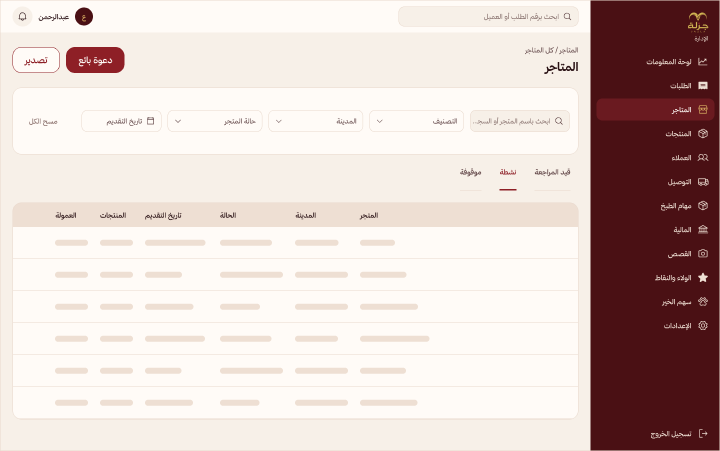 جزلة
الإدارة
لوحة المعلومات
الطلبات
المتاجر
المنتجات
العملاء
التوصيل
مهام الطبخ
المالية
القصص
الولاء والنقاط
سهم الخير
الإعدادات
تسجيل الخروج
ابحث برقم الطلب أو العميل
عبدالرحمن
ع
المتاجر / كل المتاجر
المتاجر
دعوة بائع
تصدير
ابحث باسم المتجر أو السجـ...
التصنيف
المدينة
حالة المتجر
تاريخ التقديم
مسح الكل
قيد المراجعة
نشطة
موقوفة
المتجر
المدينة
الحالة
تاريخ التقديم
المنتجات
العمولة